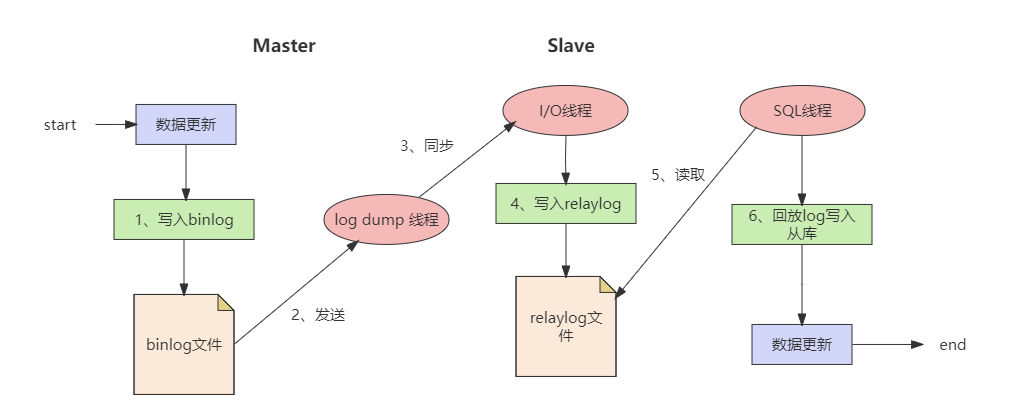 Master
Slave
start
数据更新
1、写入binlog
binlog文件
2、发送
log dump 线程
3、同步
I/O线程
4、写入relaylog
relaylog文
件
SQL线程
5、读取
6、回放log写入
从库
数据更新
end